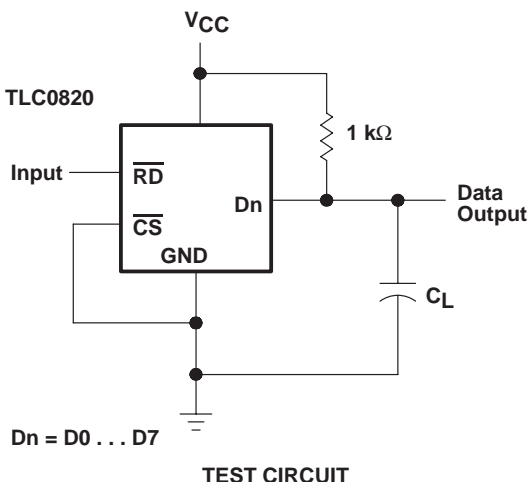 VCC
TLC0820
1 kΩ
Input
RD
Dn
Data
Output
CS
GND
CL
Dn = D0 . . . D7
TEST CIRCUIT